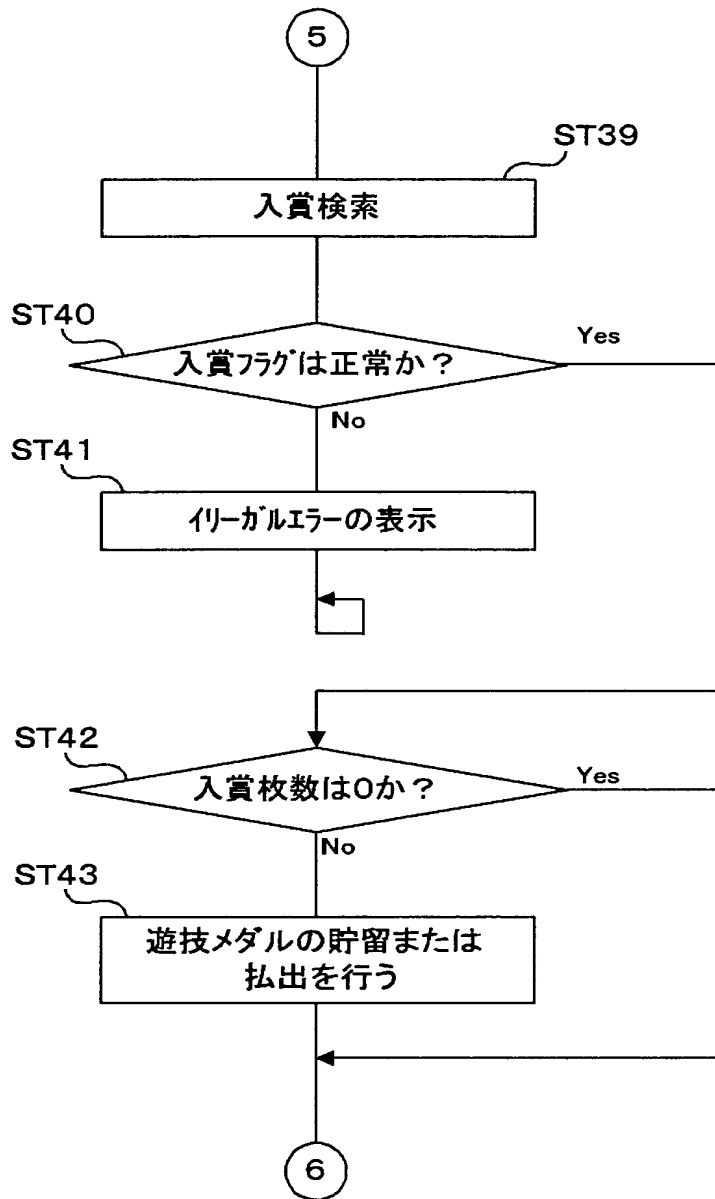 5
ST39
入賞検索
ST40
入賞ﾌﾗｸﾞは正常か？
Yes
No
ST41
ｲﾘｰｶﾞﾙｴﾗｰの表示
ST42
入賞枚数は0か？
Yes
No
ST43
遊技メダルの貯留または
払出を行う
6